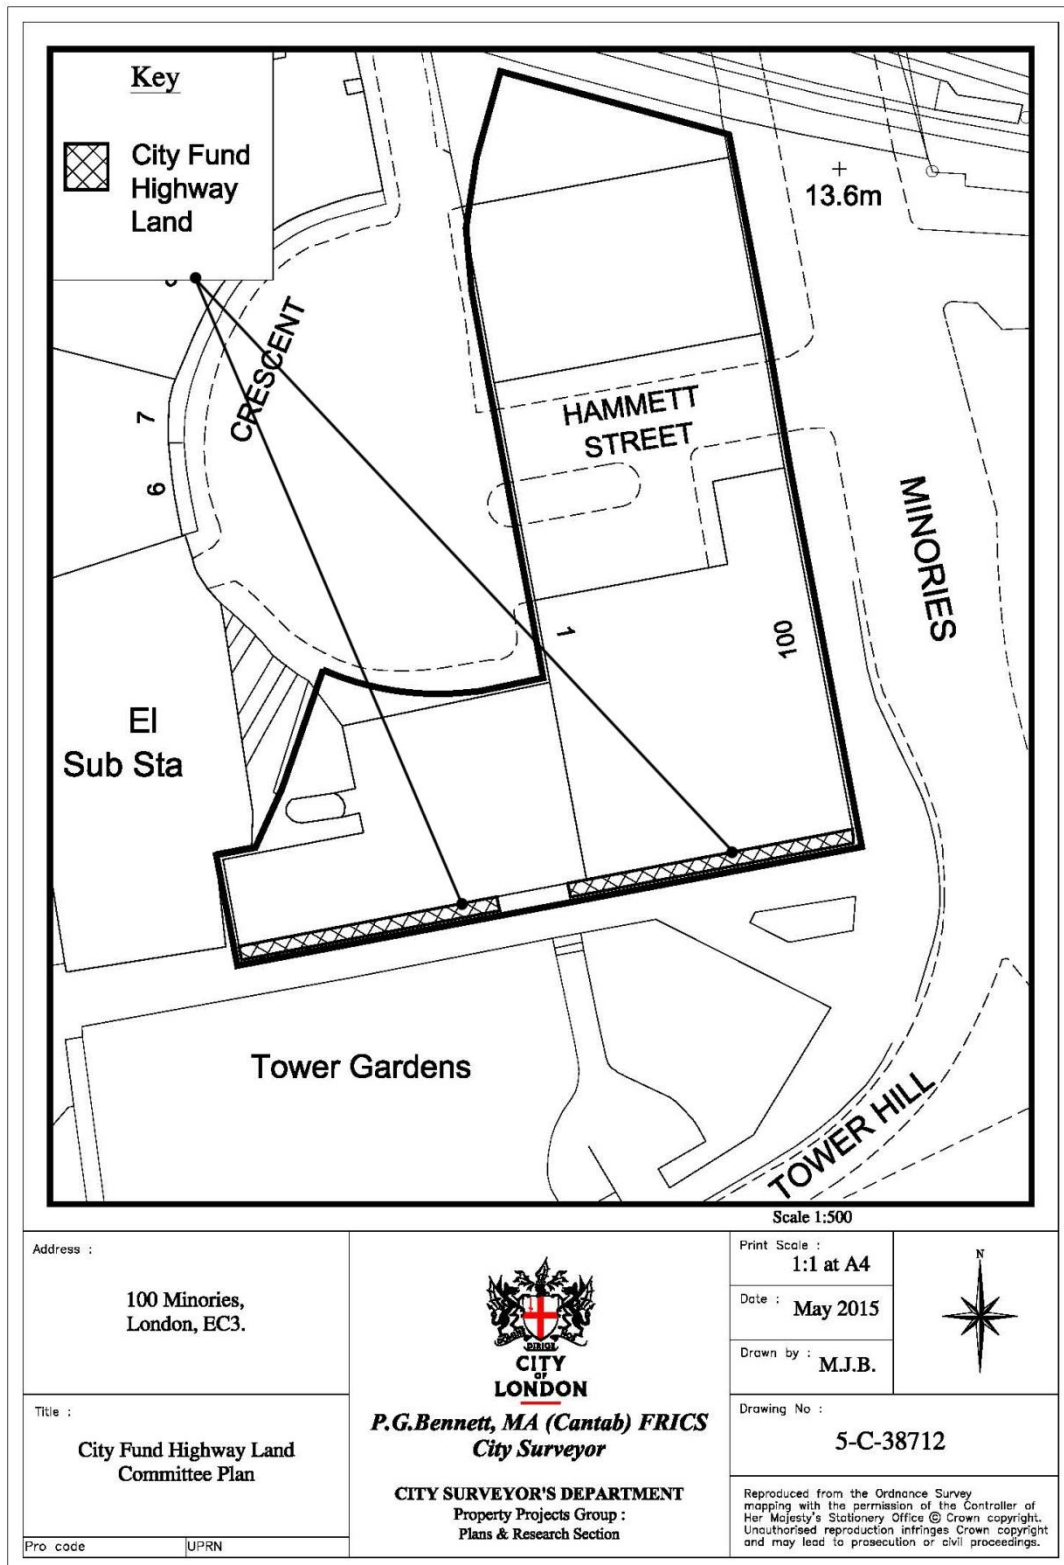 Key
City Fund
Highway
Land
13.6m
CRESCENT
7
6
HAMMETT
STREET
MINORIES
1
100
El
Sub Sta
Tower Gardens
TOWER HILL
Scale 1:500
Address :
100 Minories,
London, EC3.
Title :
City Fund Highway Land
Committee Plan
Pro code
UPRN
DIRIGE
CITY
OF
LONDON
P.G.Bennett, MA (Cantab) FRICS
City Surveyor
CITY SURVEYOR'S DEPARTMENT
Property Projects Group :
Plans & Research Section
Print Scale :
1:1 at A4
Date :
May 2015
Drawn by :
M.J.B.
N
Drawing No :
5-C-38712
Reproduced from the Ordnance Survey
mapping with the permission of the Controller of
Her Majesty's Stationery Office © Crown copyright.
Unauthorised reproduction infringes Crown copyright
and may lead to prosecution or civil proceedings.